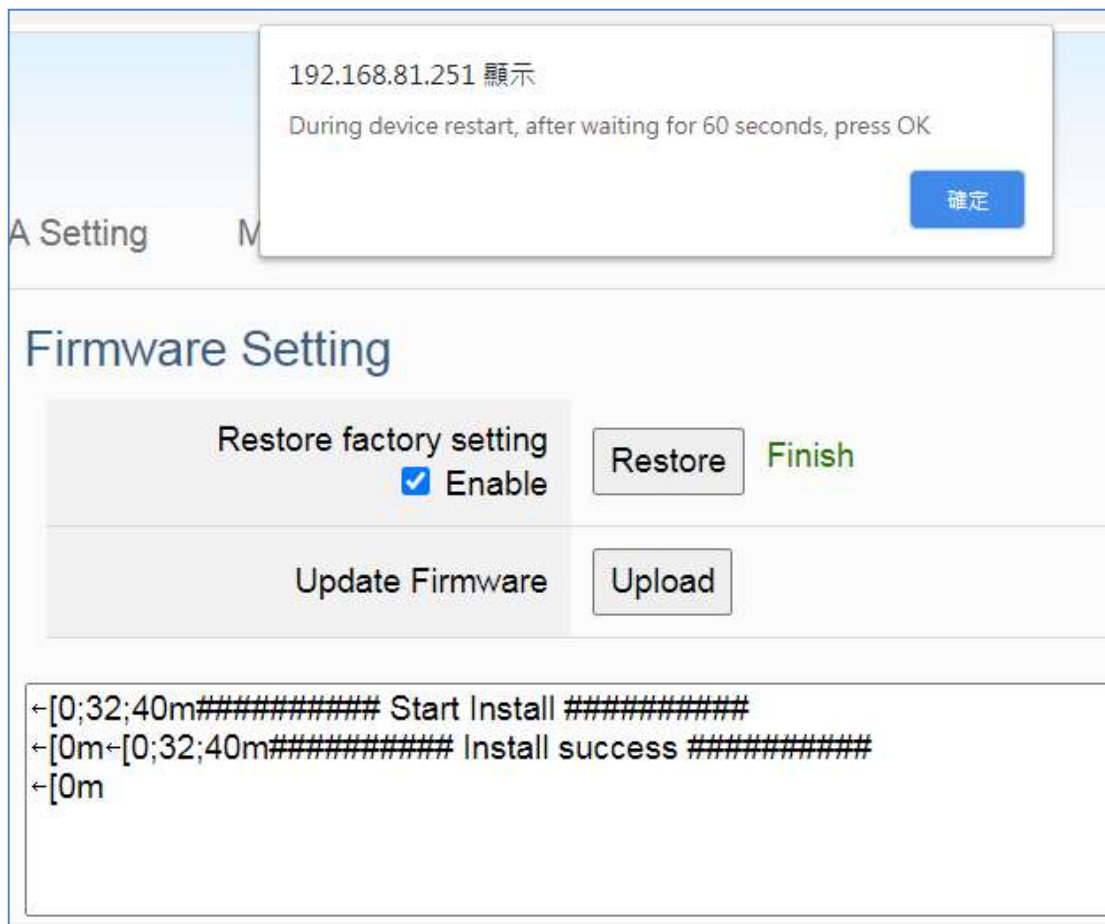 192.168.81.251 顯示
During device restart, after waiting for 60 seconds, press OK
確定
A Setting
M
Firmware Setting
Restore factory setting
Enable
Restore
Finish
Update Firmware
Upload
←[0;32;40m########## Start Install ##########
←[0m←[0;32;40m########## Install success ##########
←[0m